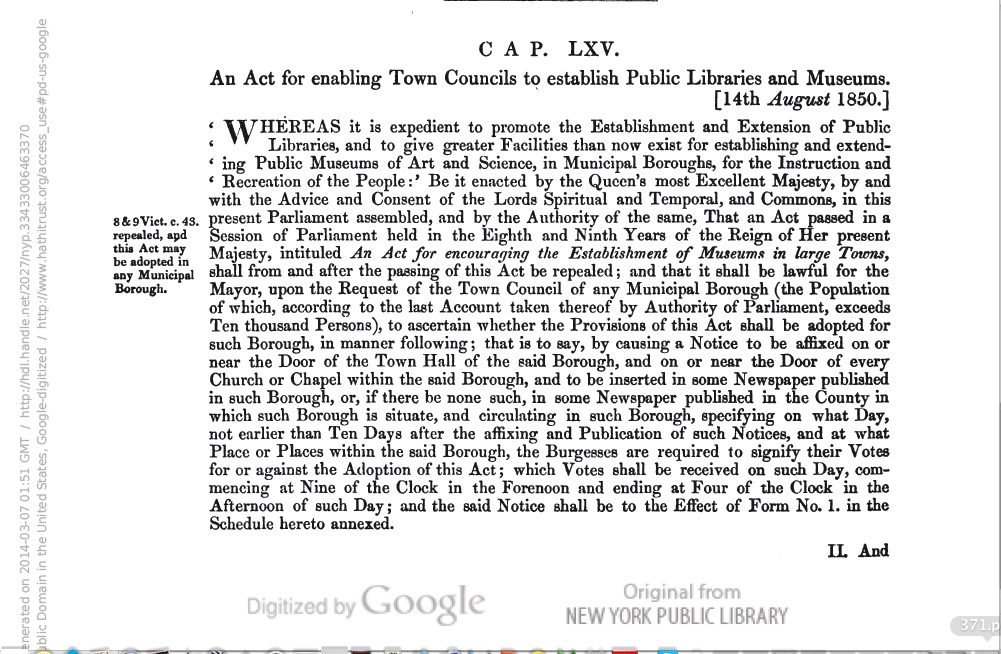 C A P. LXV.
An Act for enabling Town Councils to establish Public Libraries and Museums.
[14th August 1850.]
‘ WHEREAS it is expedient to promote the Establishment and Extension of Public
‘ Libraries, and to give greater Facilities than now exist for establishing and extend-
‘ ing Public Museums of Art and Science, in Municipal Boroughs, for the Instruction and
‘ Recreation of the People:’ Be it enacted by the Queen's most Excellent Majesty, by and
with the Advice and Consent of the Lords Spiritual and Temporal, and Commons, in this
present Parliament assembled, and by the Authority of the same, That an Act passed in a
Session of Parliament held in the Eighth and Ninth Years of the Reign of Her present
Majesty, intituled An Act for encouraging the Establishment of Museums in large Towns,
shall from and after the passing of this Act be repealed; and that it shall be lawful for the
Mayor, upon the Request of the Town Council of any Municipal Borough (the Population
of which, according to the last Account taken thereof by Authority of Parliament, exceeds
Ten thousand Persons), to ascertain whether the Provisions of this Act shall be adopted for
such Borough, in manner following; that is to say, by causing a Notice to be affixed on or
near the Door of the Town Hall of the said Borough, and on or near the Door of every
Church or Chapel within the said Borough, and to be inserted in some Newspaper published
in such Borough, or, if there be none such, in some Newspaper published in the County in
which such Borough is situate, and circulating in such Borough, specifying on what Day,
not earlier than Ten Days after the affixing and Publication of such Notices, and at what
Place or Places within the said Borough, the Burgesses are required to signify their Votes
for or against the Adoption of this Act; which Votes shall be received on such Day, com-
mencing at Nine of the Clock in the Forenoon and ending at Four of the Clock in the
Afternoon of such Day; and the said Notice shall be to the Effect of Form No. 1. in the
Schedule hereto annexed.
8 & 9 Vict. c. 43.
repealed, and
this Act may
be adopted in
any Municipal
Borough.
II. And
Digitized by Google
Original from
NEW YORK PUBLIC LIBRARY
371.p
enerated on 2014-03-07 01:51 GMT / http://hdl.handle.net/2027/nyp.33433006463370
ublic Domain in the United States, Google-digitized / http://www.hathitrust.org/access_use#pd-us-google